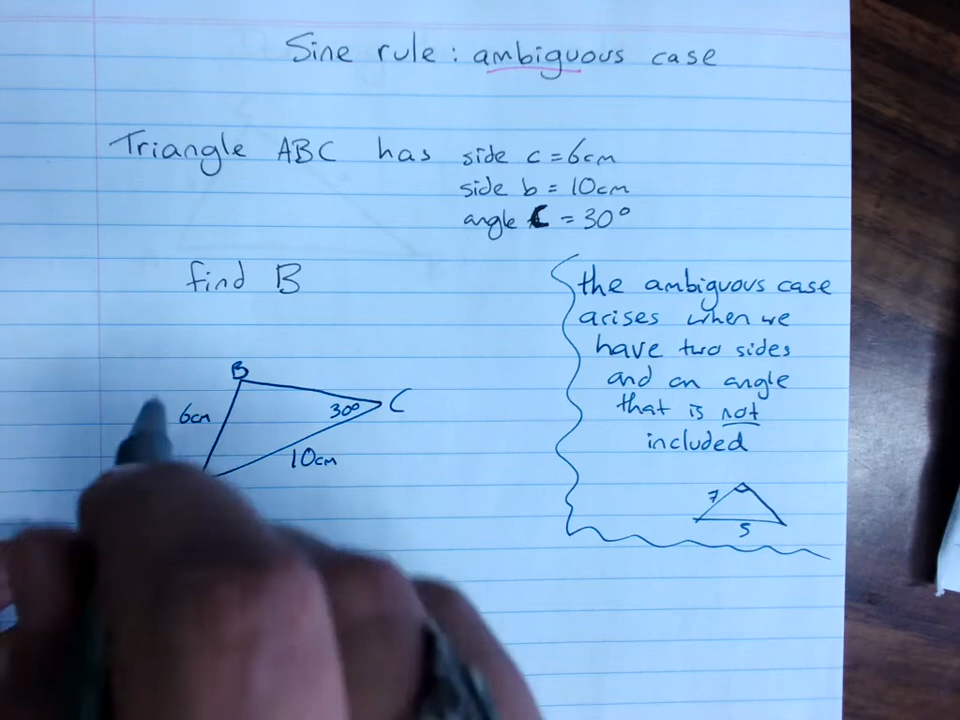 Sine rule: ambiguous case
Triangle ABC has side c = 6cm
side b = 10cm
angle C = 30°
find B
the ambiguous case
arises when we
have two sides
and an angle
that is not
included
B
6cm
30°
C
10cm
7
5